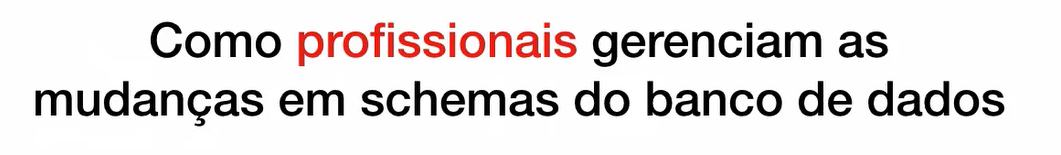 Como profissionais gerenciam as
mudanças em schemas do banco de dados